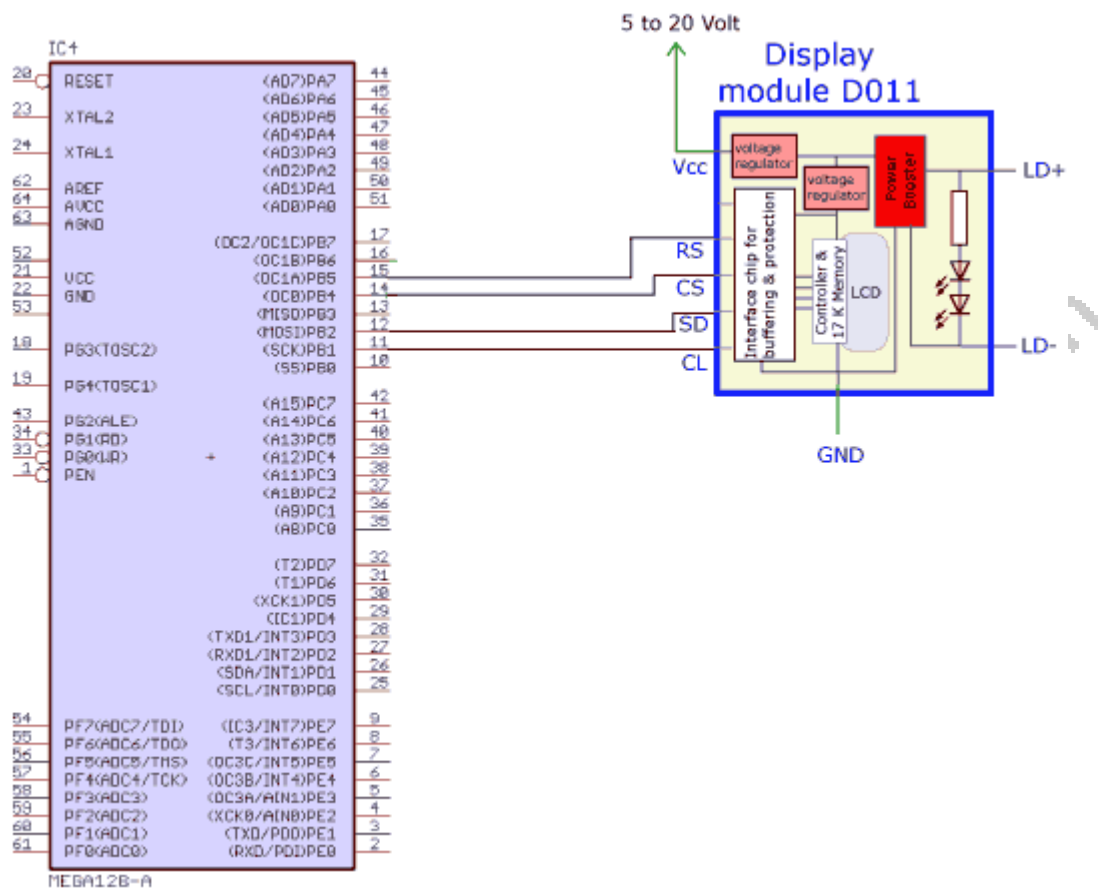 IC4
20
RESET
23
XTAL2
24
XTAL1
62
AREF
64
AVCC
63
AGND
52
21
VCC
22
GND
53
18
PG3(TOSC2)
19
PG4(TOSC1)
43
PG2(ALE)
34
PG1(RD)
33
PG0(WR)
1
PEN
54
PF7(ADC7/TDI)
55
PF6(ADC6/TDO)
56
PF5(ADC5/TMS)
57
PF4(ADC4/TCK)
58
PF3(ADC3)
59
PF2(ADC2)
60
PF1(ADC1)
61
PF0(ADC0)
(AD7)PA7 44
(AD6)PA6 45
(AD5)PA5 46
(AD4)PA4 47
(AD3)PA3 48
(AD2)PA2 49
(AD1)PA1 50
(AD0)PA0 51
(OC2/OC1C)PB7 17
(OC1B)PB6 16
(OC1A)PB5 15
(OC0)PB4 14
(MISO)PB3 13
(MOSI)PB2 12
(SCK)PB1 11
(SS)PB0 10
(A15)PC7 42
(A14)PC6 41
(A13)PC5 40
(A12)PC4 39
(A11)PC3 38
(A10)PC2 37
(A9)PC1 36
(A8)PC0 35
(T2)PD7 32
(T1)PD6 31
(XCK1)PD5 30
(IC1)PD4 29
(TXD1/INT3)PD3 28
(RXD1/INT2)PD2 27
(SDA/INT1)PD1 26
(SCL/INT0)PD0 25
(IC3/INT7)PE7 9
(T3/INT6)PE6 8
(OC3C/INT5)PE5 7
(OC3B/INT4)PE4 6
(OC3A/AIN1)PE3 5
(XCK0/AIN0)PE2 4
(TXD/PDO)PE1 3
(RXD/PDI)PE0 2
MEGA128-A
5 to 20 Volt
Display
module D011
Vcc
voltage
regulator
voltage
regulator
Power
Booster
LD+
RS
CS
SD
CL
Interface chip for
buffering & protection
Controller &
17 K Memory
LCD
LD-
GND